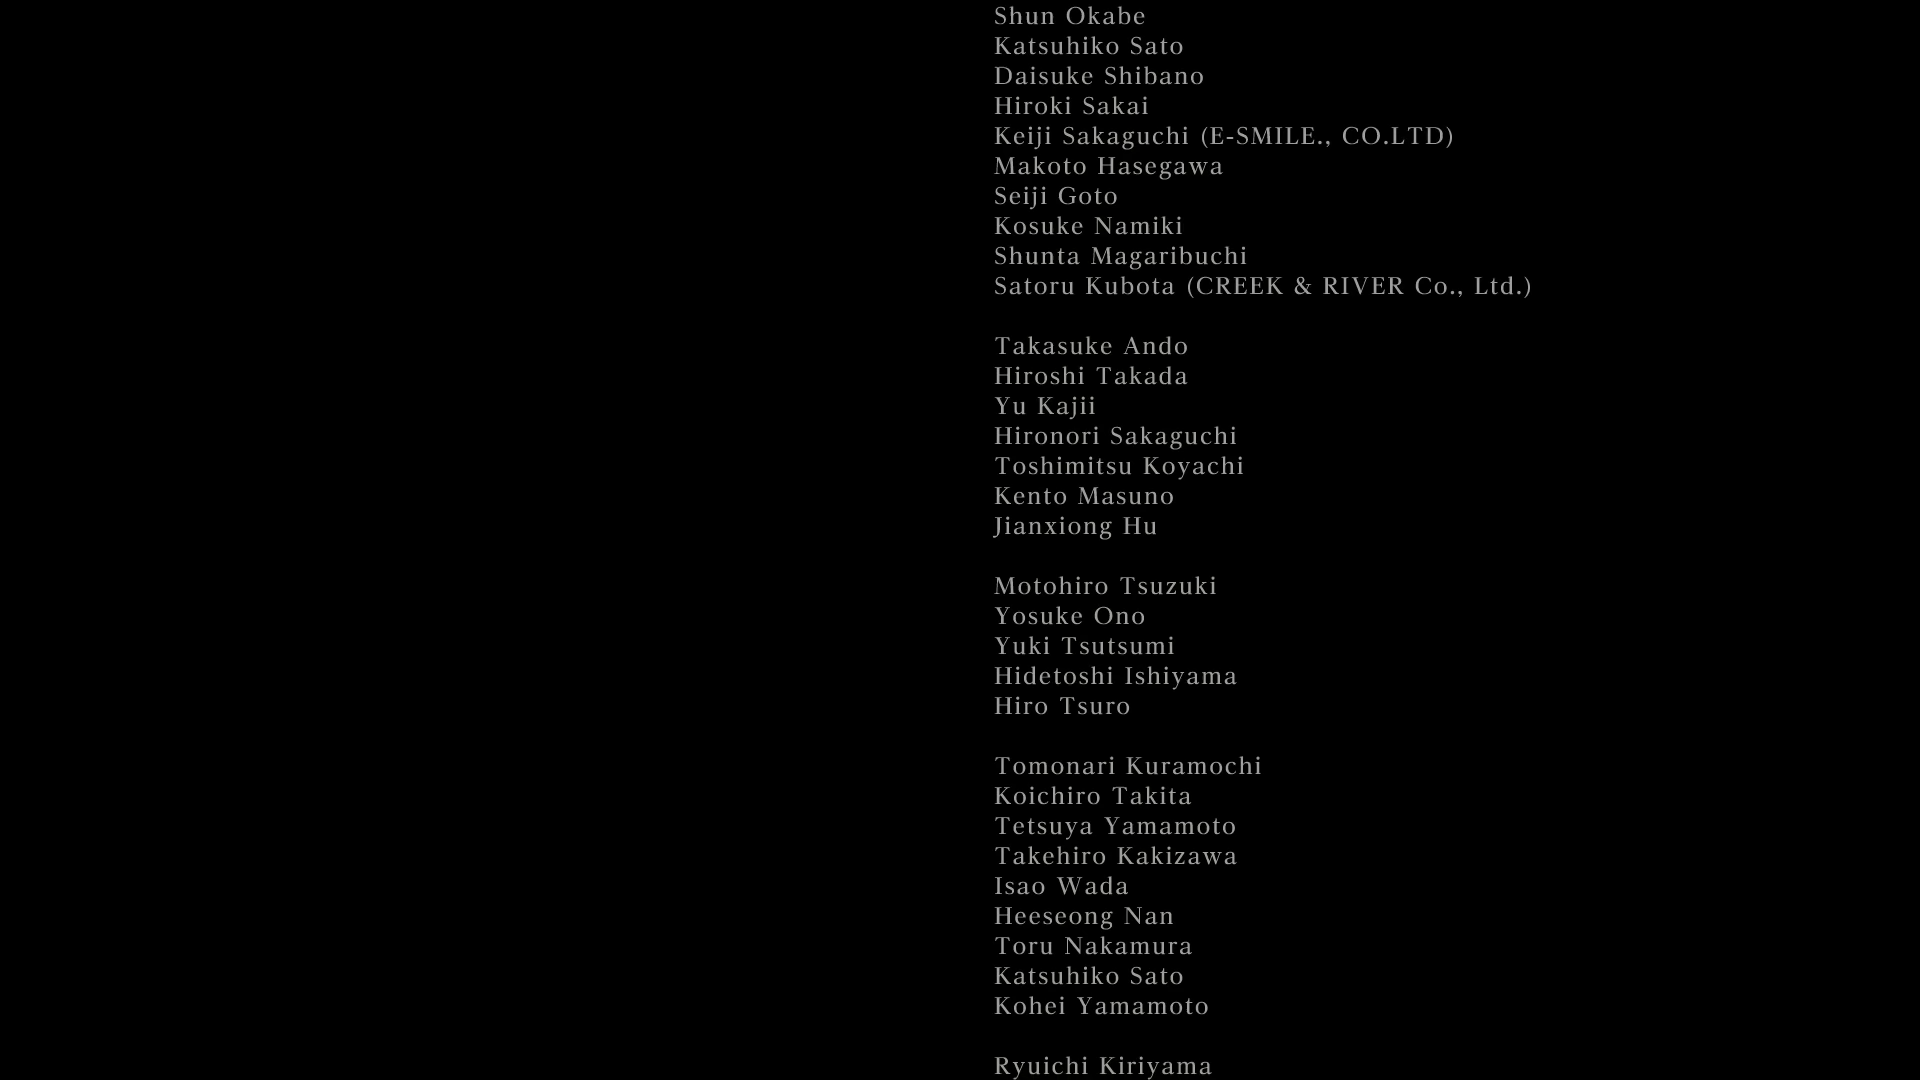 Shun Okabe
Katsuhiko Sato
Daisuke Shibano
Hiroki Sakai
Keiji Sakaguchi (E-SMILE., CO.LTD)
Makoto Hasegawa
Seiji Goto
Kosuke Namiki
Shunta Magaribuchi
Satoru Kubota (CREEK & RIVER Co., Ltd.)
Takasuke Ando
Hiroshi Takada
Yu Kajii
Hironori Sakaguchi
Toshimitsu Koyachi
Kento Masuno
Jianxiong Hu
Motohiro Tsuzuki
Yosuke Ono
Yuki Tsutsumi
Hidetoshi Ishiyama
Hiro Tsuro
Tomonari Kuramochi
Koichiro Takita
Tetsuya Yamamoto
Takehiro Kakizawa
Isao Wada
Heeseong Nan
Toru Nakamura
Katsuhiko Sato
Kohei Yamamoto
Ryuichi Kiriyama